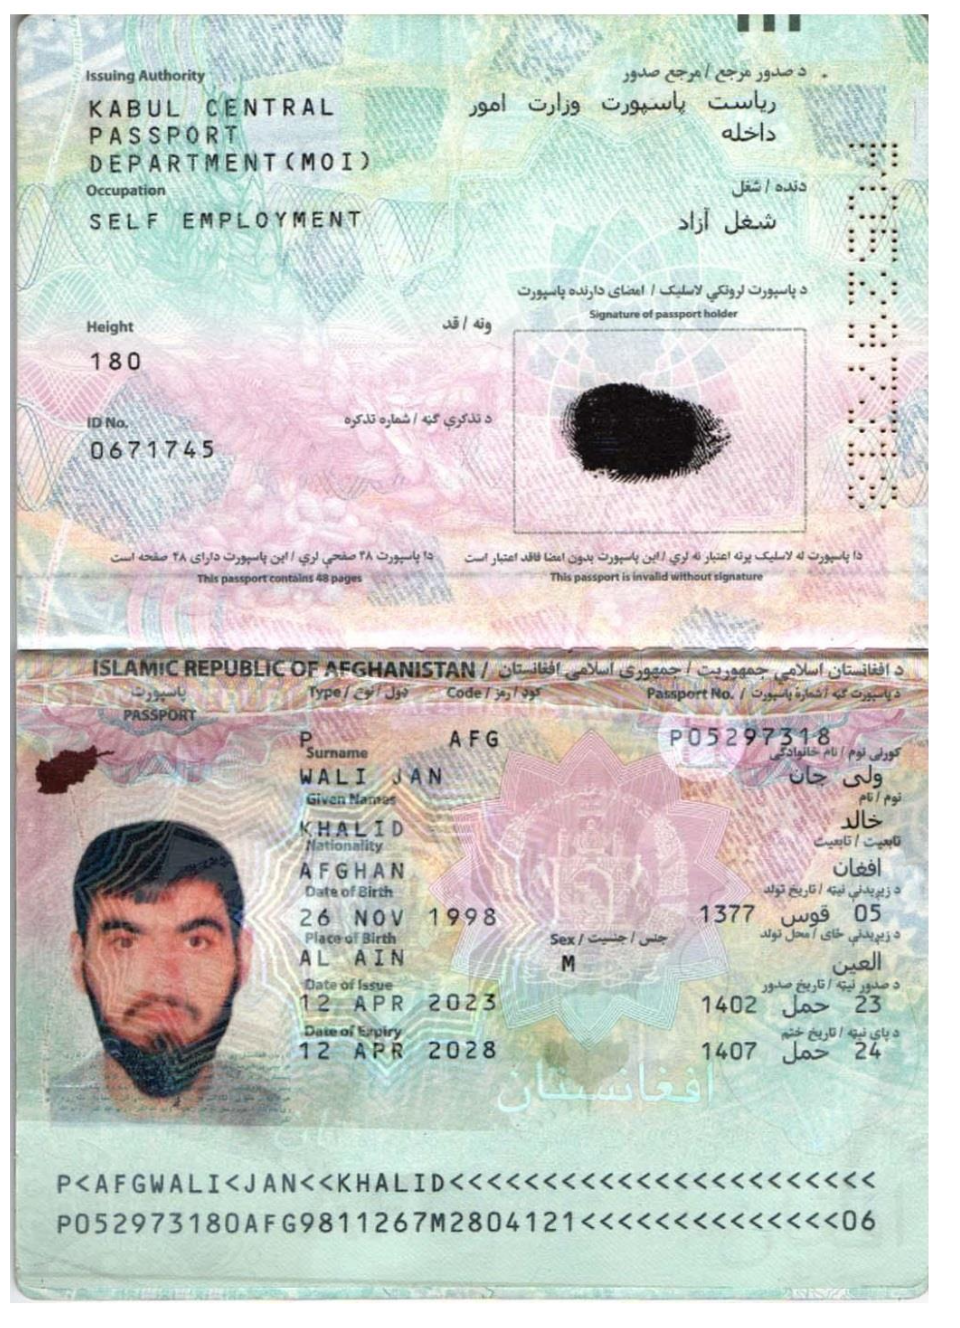 Issuing Authority
د صدور مرجع / مرجع صدور
KABUL CENTRAL
PASSPORT
DEPARTMENT(MOI)
ریاست پاسپورت وزارت امور
داخله
Occupation
دنده / شغل
SELF EMPLOYMENT
شغل آزاد
د پاسپورت لرونکي لاسلیک / امضای دارنده پاسپورت
Signature of passport holder
Height
ونه / قد
180
ID No.
د تذکرې ګڼه / شماره تذکره
0671745
دا پاسپورت ۴۸ صفحې لري / این پاسپورت دارای ۴۸ صفحه است
This passport contains 48 pages
دا پاسپورت له لاسلیک پرته اعتبار نه لري / این پاسپورت بدون امضا فاقد اعتبار است
This passport is invalid without signature
ISLAMIC REPUBLIC OF AFGHANISTAN / د افغانستان اسلامي جمهوریت / جمهوری اسلامی افغانستان
پاسپورت
PASSPORT
Type / ډول / نوع
Code / کوډ / رمز
Passport No. / د پاسپورت ګڼه / شماره پاسپورت
P AFG P05297318
Surname
کورنی نوم / نام خانوادگی
WALI JAN
ولی جان
Given Names
نوم / نام
KHALID
خالد
Nationality
تابعیت / تابعیت
AFGHAN
افغان
Date of Birth
د زیږیدنې نیټه / تاریخ تولد
26 NOV 1998
05 قوس 1377
Place of Birth
Sex / جنس / جنسیت
د زیږیدنې ځای / محل تولد
AL AIN
M
العین
Date of Issue
د صدور نیټه / تاریخ صدور
12 APR 2023
23 حمل 1402
Date of Expiry
د پای نیټه / تاریخ ختم
12 APR 2028
24 حمل 1407
افغانستان
P<AFGWALI<JAN<<KHALID<<<<<<<<<<<<<<<<<<<<<<<
P052973180AFG9811267M2804121<<<<<<<<<<<<<<06